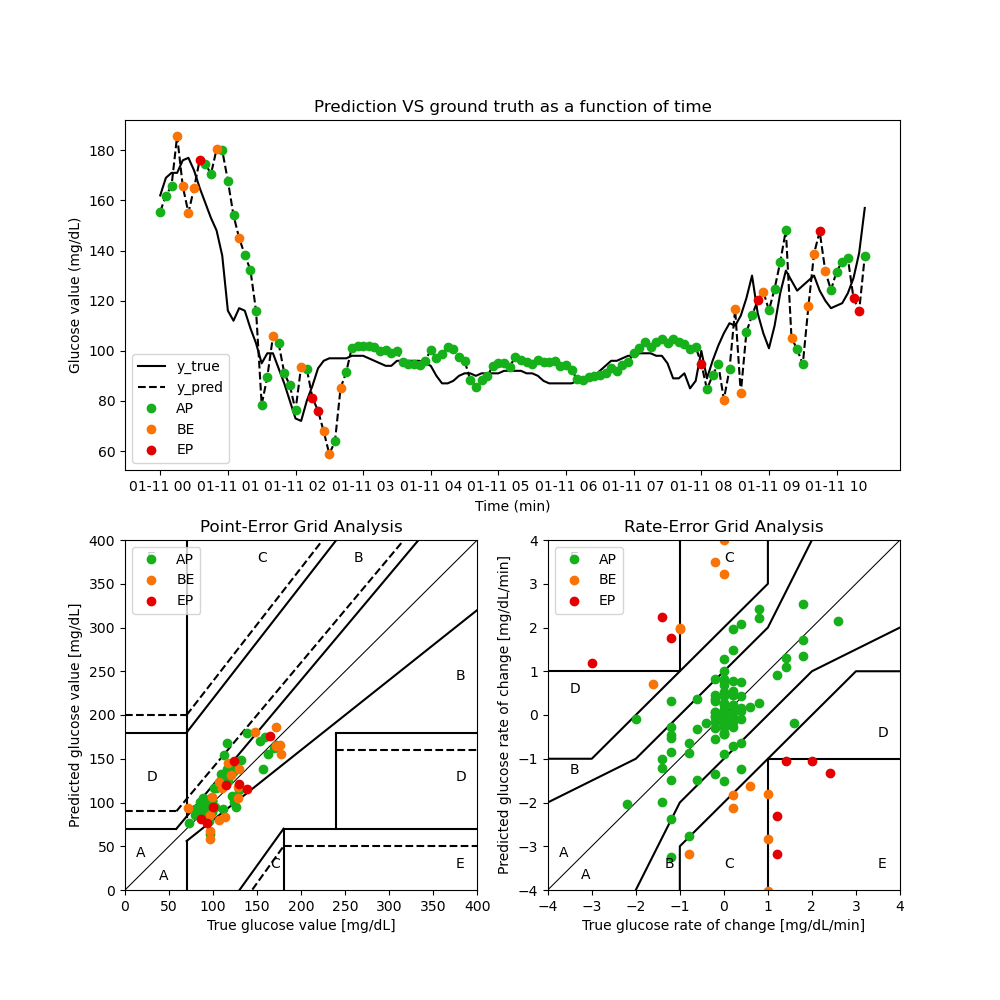 Prediction VS ground truth as a function of time
Glucose value (mg/dL)
180
160
140
120
100
80
60
y_true
y_pred
AP
BE
EP
01-11 00 01-11 01 01-11 02 01-11 03 01-11 04 01-11 05 01-11 06 01-11 07 01-11 08 01-11 09 01-11 10
Time (min)
Point-Error Grid Analysis
Predicted glucose value [mg/dL]
400
350
300
250
200
150
100
50
0
AP
BE
EP
C
B
B
D
D
A
A
C
E
0 50 100 150 200 250 300 350 400
True glucose value [mg/dL]
Rate-Error Grid Analysis
Predicted glucose rate of change [mg/dL/min]
4
3
2
1
0
−1
−2
−3
−4
AP
BE
EP
C
D
D
B
A
A
B
C
E
−4 −3 −2 −1 0 1 2 3 4
True glucose rate of change [mg/dL/min]